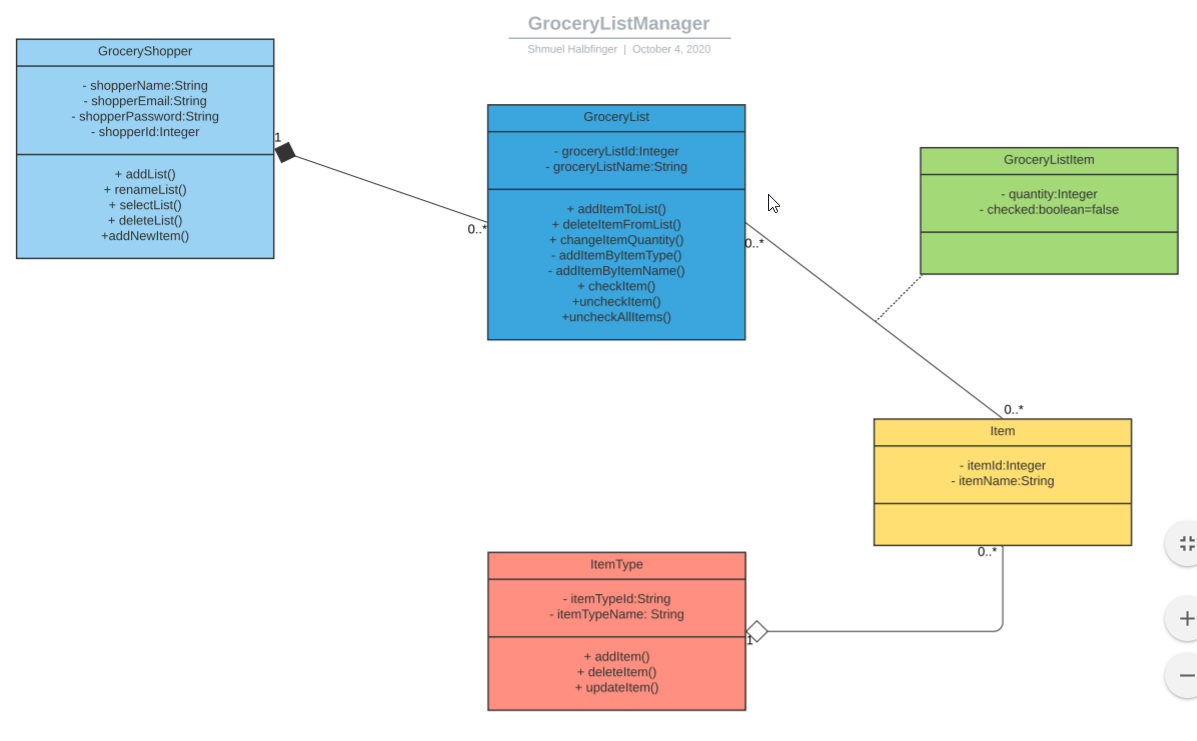 GroceryListManager
Shmuel Halbfinger | October 4, 2020
GroceryShopper
- shopperName:String
- shopperEmail:String
- shopperPassword:String
- shopperId:Integer
+ addList()
+ renameList()
+ selectList()
+ deleteList()
+addNewItem()
1
0..*
GroceryList
- groceryListId:Integer
- groceryListName:String
+ addItemToList()
+ deleteItemFromList()
+ changeItemQuantity()
- addItemByItemType()
- addItemByItemName()
+ checkItem()
+uncheckItem()
+uncheckAllItems()
0..*
GroceryListItem
- quantity:Integer
- checked:boolean=false
0..*
Item
- itemId:Integer
- itemName:String
0..*
ItemType
- itemTypeId:String
- itemTypeName: String
+ addItem()
+ deleteItem()
+ updateItem()
1